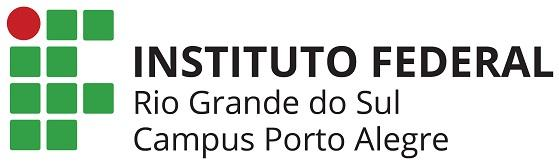 INSTITUTO FEDERAL
Rio Grande do Sul
Campus Porto Alegre